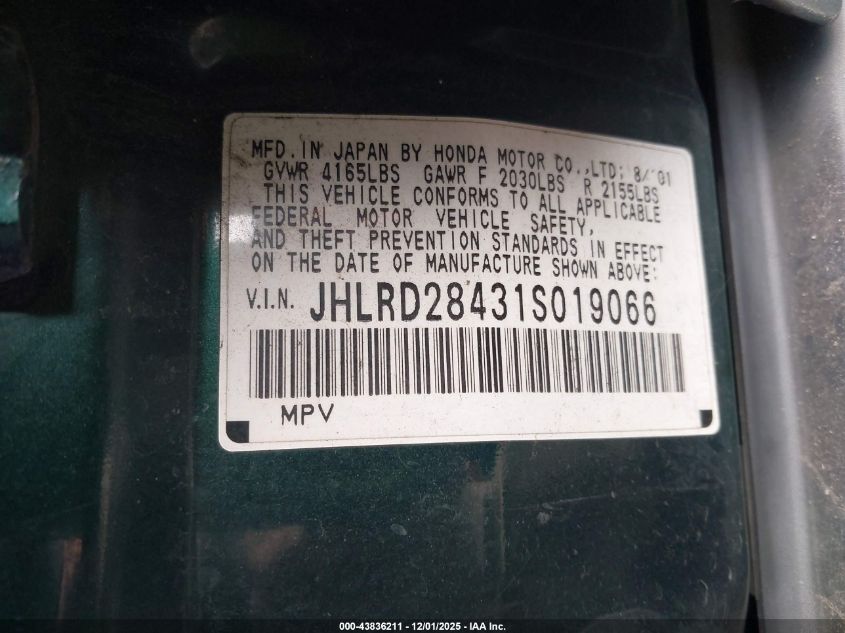 MFD. IN JAPAN BY HONDA MOTOR CO.,LTD; 8/'01
GVWR 4165LBS GAWR F 2030LBS R 2155LBS
THIS VEHICLE CONFORMS TO ALL APPLICABLE
FEDERAL MOTOR VEHICLE SAFETY,
AND THEFT PREVENTION STANDARDS IN EFFECT
ON THE DATE OF MANUFACTURE SHOWN ABOVE:
V.I.N. JHLRD28431S019066
MPV
000-43836211 - 12/01/2025 - IAA Inc.